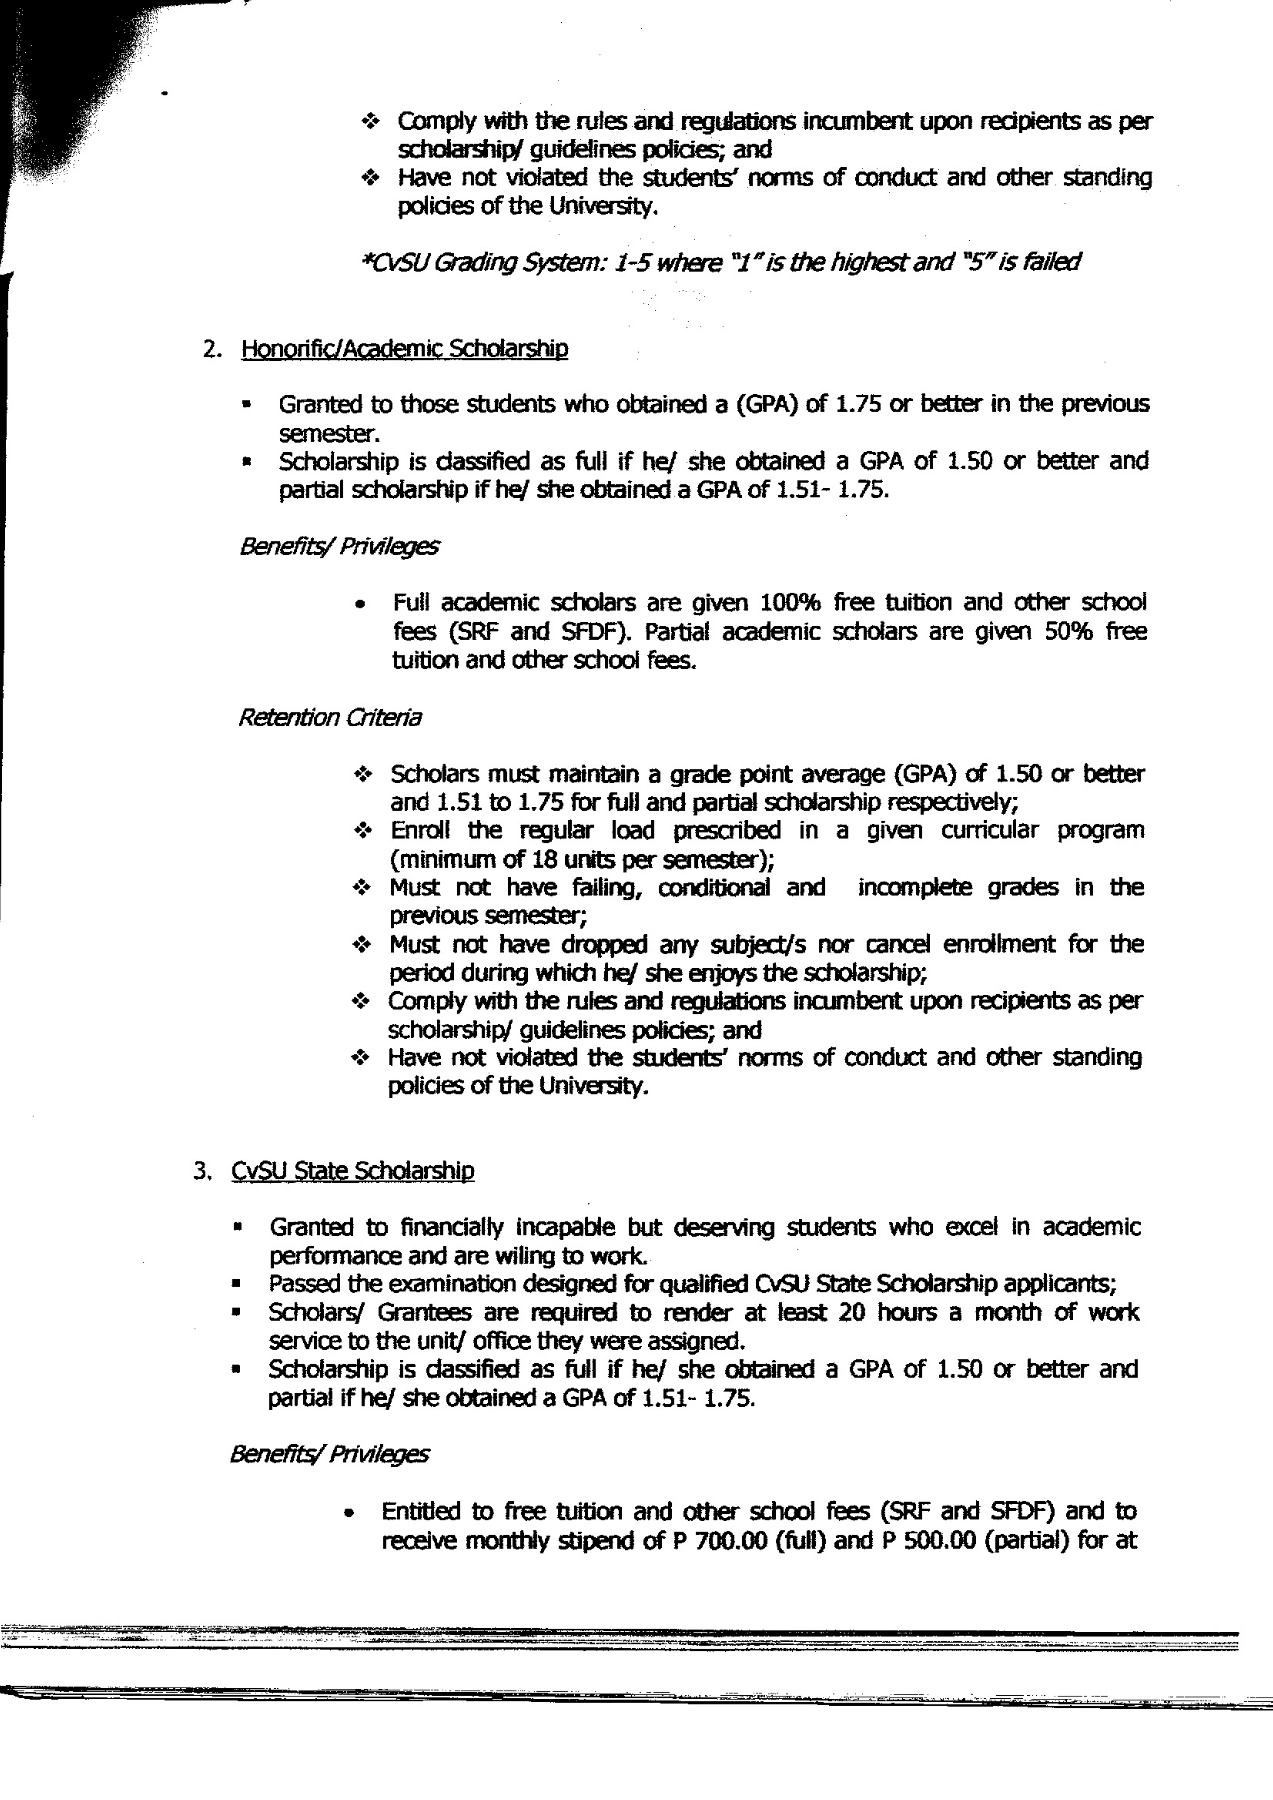 ❖ Comply with the rules and regulations incumbent upon recipients as per
scholarship/ guidelines policies; and
❖ Have not violated the students' norms of conduct and other standing
policies of the University.
*CvSU Grading System: 1-5 where "1" is the highest and "5" is failed
2. Honorific/Academic Scholarship
▪ Granted to those students who obtained a (GPA) of 1.75 or better in the previous
semester.
▪ Scholarship is classified as full if he/ she obtained a GPA of 1.50 or better and
partial scholarship if he/ she obtained a GPA of 1.51- 1.75.
Benefits/ Privileges
• Full academic scholars are given 100% free tuition and other school
fees (SRF and SFDF). Partial academic scholars are given 50% free
tuition and other school fees.
Retention Criteria
❖ Scholars must maintain a grade point average (GPA) of 1.50 or better
and 1.51 to 1.75 for full and partial scholarship respectively;
❖ Enroll the regular load prescribed in a given curricular program
(minimum of 18 units per semester);
❖ Must not have failing, conditional and incomplete grades in the
previous semester;
❖ Must not have dropped any subject/s nor cancel enrollment for the
period during which he/ she enjoys the scholarship;
❖ Comply with the rules and regulations incumbent upon recipients as per
scholarship/ guidelines policies; and
❖ Have not violated the students' norms of conduct and other standing
policies of the University.
3. CvSU State Scholarship
▪ Granted to financially incapable but deserving students who excel in academic
performance and are wiling to work.
▪ Passed the examination designed for qualified CvSU State Scholarship applicants;
▪ Scholars/ Grantees are required to render at least 20 hours a month of work
service to the unit/ office they were assigned.
▪ Scholarship is classified as full if he/ she obtained a GPA of 1.50 or better and
partial if he/ she obtained a GPA of 1.51- 1.75.
Benefits/ Privileges
• Entitled to free tuition and other school fees (SRF and SFDF) and to
receive monthly stipend of P 700.00 (full) and P 500.00 (partial) for at